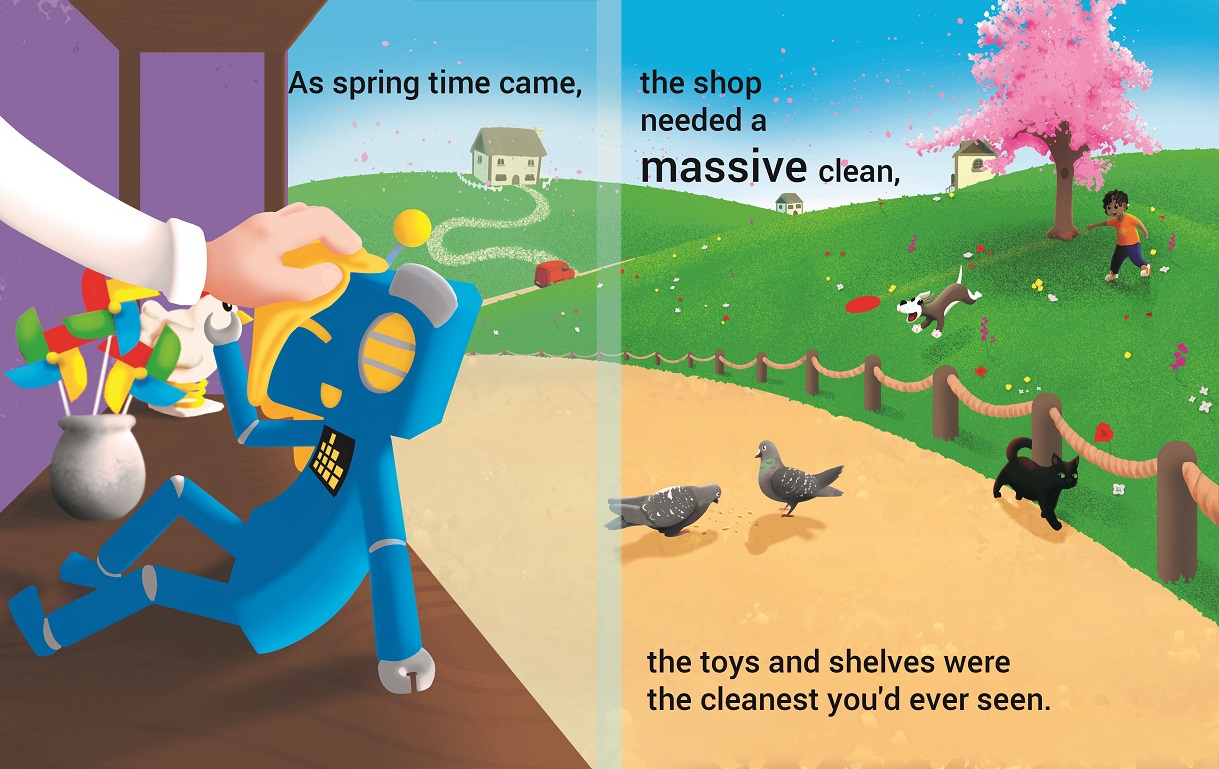 As spring time came,
the shop
needed a
massive clean,
the toys and shelves were
the cleanest you'd ever seen.